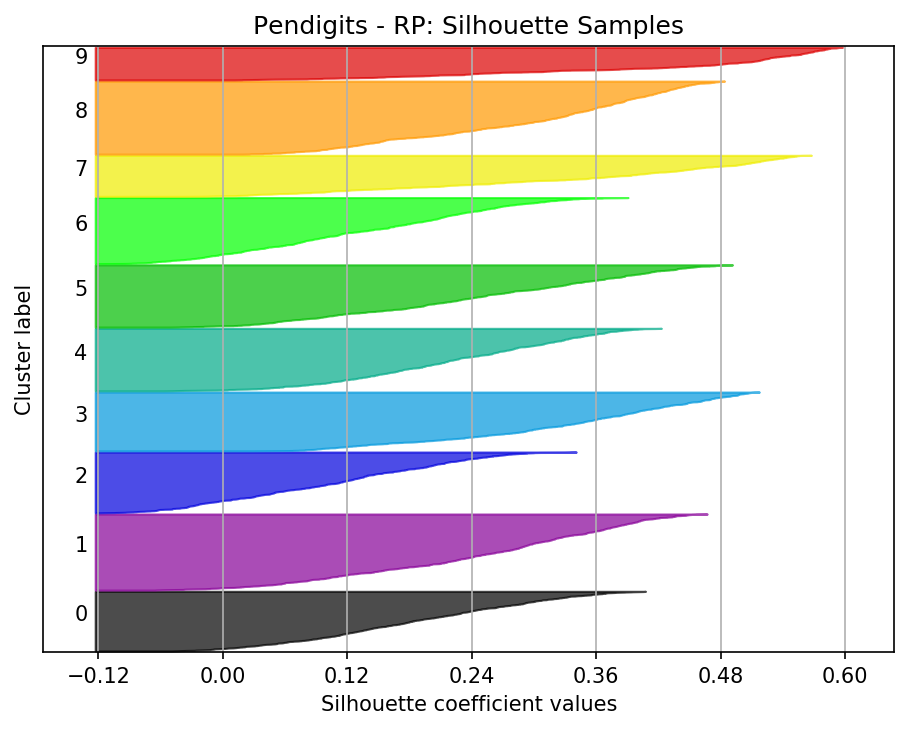 Pendigits - RP: Silhouette Samples
9
8
7
6
5
4
3
2
1
0
Cluster label
−0.12 0.00 0.12 0.24 0.36 0.48 0.60
Silhouette coefficient values